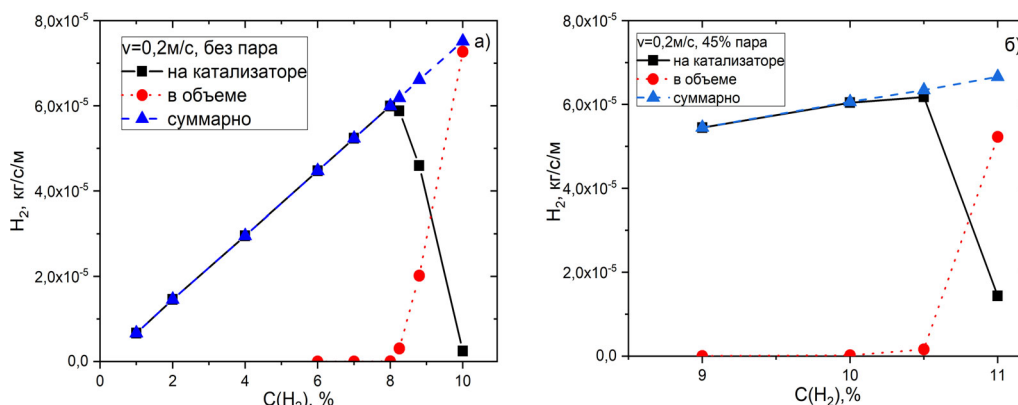 8,0x10⁻⁵
6,0x10⁻⁵
4,0x10⁻⁵
2,0x10⁻⁵
0,0
H₂, кг/с/м
v=0,2м/с, без пара
на катализаторе
в объеме
суммарно
а)
0 2 4 6 8 10
C(H₂), %
8,0x10⁻⁵
6,0x10⁻⁵
4,0x10⁻⁵
2,0x10⁻⁵
0,0
H₂, кг/с/м
v=0,2м/с, 45% пара
на катализаторе
в объеме
суммарно
б)
9 10 11
C(H₂),%